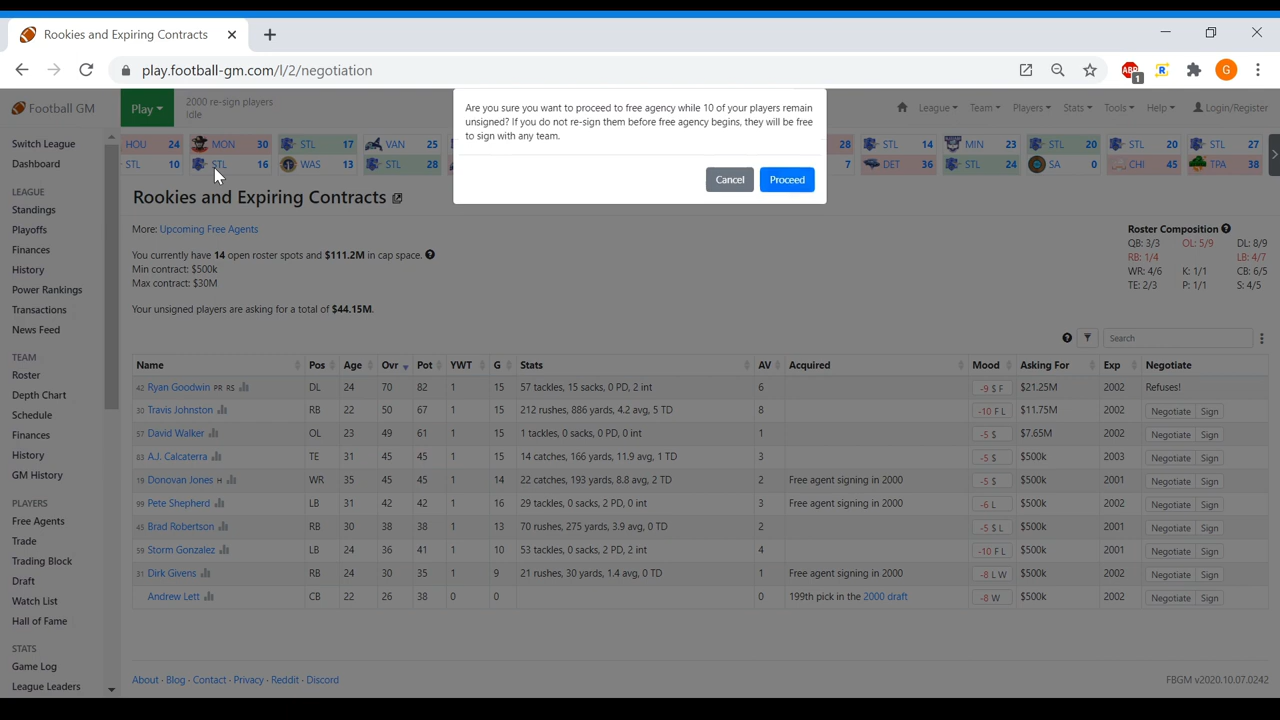 Rookies and Expiring Contracts
play.football-gm.com/l/2/negotiation
ABP
1
R
G
Football GM
Play
2000 re-sign players
Idle
League
Team
Players
Stats
Tools
Help
Login/Register
Are you sure you want to proceed to free agency while 10 of your players remain
unsigned? If you do not re-sign them before free agency begins, they will be free
to sign with any team.
Cancel
Proceed
HOU 24 MON 30 STL 17 VAN 25 28 STL 14 MIN 23 STL 20 STL 20 STL 27
STL 10 STL 16 WAS 13 STL 28 7 DET 36 STL 24 SA 0 CHI 45 TPA 38
Switch League
Dashboard
LEAGUE
Standings
Playoffs
Finances
History
Power Rankings
Transactions
News Feed
TEAM
Roster
Depth Chart
Schedule
Finances
History
GM History
PLAYERS
Free Agents
Trade
Trading Block
Draft
Watch List
Hall of Fame
STATS
Game Log
League Leaders
Rookies and Expiring Contracts
More: Upcoming Free Agents
You currently have 14 open roster spots and $111.2M in cap space.
Min contract: $500k
Max contract: $30M
Your unsigned players are asking for a total of $44.15M.
Roster Composition
QB: 3/3 OL: 5/9 DL: 8/9
RB: 1/4 LB: 4/7
WR: 4/6 K: 1/1 CB: 6/5
TE: 2/3 P: 1/1 S: 4/5
Search
Name Pos Age Ovr Pot YWT G Stats AV Acquired Mood Asking For Exp Negotiate
42 Ryan Goodwin PR RS DL 24 70 82 1 15 57 tackles, 15 sacks, 0 PD, 2 int 6 -9 $ F $21.25M 2002 Refuses!
30 Travis Johnston RB 22 50 67 1 15 212 rushes, 886 yards, 4.2 avg, 5 TD 8 -10 F L $11.75M 2002 Negotiate Sign
57 David Walker OL 23 49 61 1 15 1 tackles, 0 sacks, 0 PD, 0 int 1 -5 $ $7.65M 2002 Negotiate Sign
83 A.J. Calcaterra TE 31 45 45 1 15 14 catches, 166 yards, 11.9 avg, 1 TD 3 -5 $ $500k 2003 Negotiate Sign
19 Donovan Jones H WR 35 45 45 1 14 22 catches, 193 yards, 8.8 avg, 2 TD 2 Free agent signing in 2000 -5 $ $500k 2001 Negotiate Sign
99 Pete Shepherd LB 31 42 42 1 16 29 tackles, 0 sacks, 2 PD, 0 int 3 Free agent signing in 2000 -6 L $500k 2002 Negotiate Sign
45 Brad Robertson RB 30 38 38 1 13 70 rushes, 275 yards, 3.9 avg, 0 TD 2 -5 $ L $500k 2001 Negotiate Sign
59 Storm Gonzalez LB 24 36 41 1 10 53 tackles, 0 sacks, 2 PD, 2 int 4 -10 F L $500k 2001 Negotiate Sign
31 Dirk Givens RB 24 30 35 1 9 21 rushes, 30 yards, 1.4 avg, 0 TD 1 Free agent signing in 2000 -8 L W $500k 2002 Negotiate Sign
Andrew Lett CB 22 26 38 0 0 0 199th pick in the 2000 draft -8 W $500k 2002 Negotiate Sign
About · Blog · Contact · Privacy · Reddit · Discord
FBGM v2020.10.07.0242